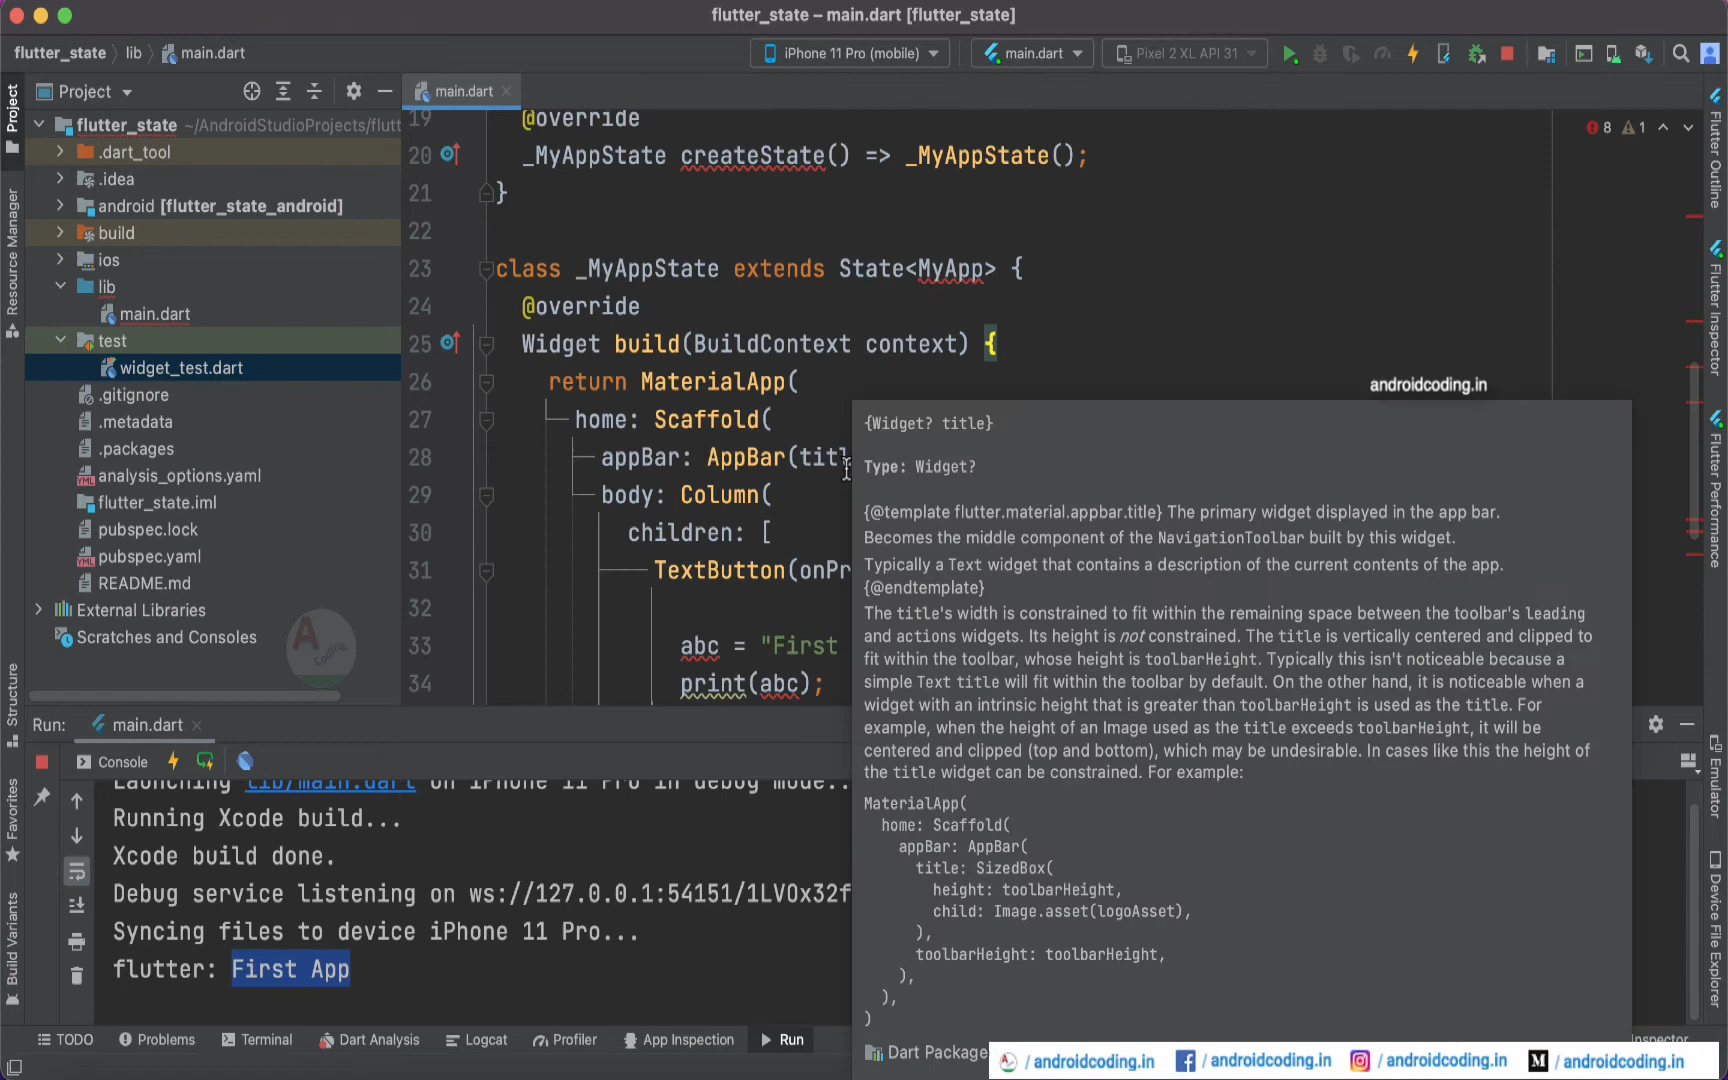 flutter_state – main.dart [flutter_state]
flutter_state
lib
main.dart
iPhone 11 Pro (mobile)
main.dart
Pixel 2 XL API 31
Project
main.dart
Project
Resource Manager
Structure
Favorites
Build Variants
flutter_state ~/AndroidStudioProjects/flutt
.dart_tool
.idea
android [flutter_state_android]
build
ios
lib
main.dart
test
widget_test.dart
.gitignore
.metadata
.packages
analysis_options.yaml
flutter_state.iml
pubspec.lock
pubspec.yaml
README.md
External Libraries
Scratches and Consoles
A Coding
8 1
19 @override
20 _MyAppState createState() => _MyAppState();
21 }
22
23 class _MyAppState extends State<MyApp> {
24 @override
25 Widget build(BuildContext context) {
26 return MaterialApp(
27 home: Scaffold(
28 appBar: AppBar(titl
29 body: Column(
30 children: [
31 TextButton(onPr
32
33 abc = "First
34 print(abc);
androidcoding.in
{Widget? title}
Type: Widget?
{@template flutter.material.appbar.title} The primary widget displayed in the app bar.
Becomes the middle component of the NavigationToolbar built by this widget.
Typically a Text widget that contains a description of the current contents of the app.
{@endtemplate}
The title's width is constrained to fit within the remaining space between the toolbar's leading
and actions widgets. Its height is not constrained. The title is vertically centered and clipped to
fit within the toolbar, whose height is toolbarHeight. Typically this isn't noticeable because a
simple Text title will fit within the toolbar by default. On the other hand, it is noticeable when a
widget with an intrinsic height that is greater than toolbarHeight is used as the title. For
example, when the height of an Image used as the title exceeds toolbarHeight, it will be
centered and clipped (top and bottom), which may be undesirable. In cases like this the height of
the title widget can be constrained. For example:
MaterialApp(
home: Scaffold(
appBar: AppBar(
title: SizedBox(
height: toolbarHeight,
child: Image.asset(logoAsset),
),
toolbarHeight: toolbarHeight,
),
),
)
Dart Package
Flutter Outline
Flutter Inspector
Flutter Performance
Emulator
Device File Explorer
Run:
main.dart
Console
Launching lib/main.dart on iPhone 11 Pro in debug mode..
Running Xcode build...
Xcode build done.
Debug service listening on ws://127.0.0.1:54151/1LVOx32f
Syncing files to device iPhone 11 Pro...
flutter: First App
TODO
Problems
Terminal
Dart Analysis
Logcat
Profiler
App Inspection
Run
Inspector
/ androidcoding.in
/ androidcoding.in
/ androidcoding.in
M / androidcoding.in